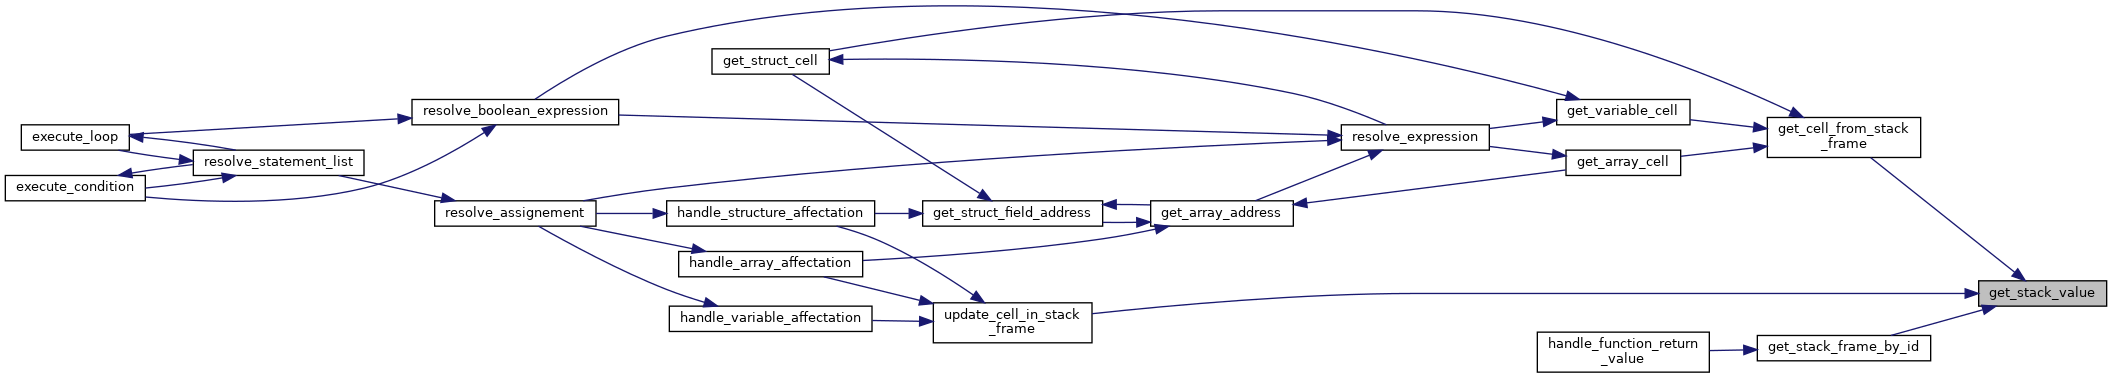 get_struct_cell
resolve_boolean_expression
get_variable_cell
get_cell_from_stack
_frame
execute_loop
resolve_expression
resolve_statement_list
get_array_cell
execute_condition
resolve_assignement
handle_structure_affectation
get_struct_field_address
get_array_address
handle_array_affectation
get_stack_value
handle_variable_affectation
update_cell_in_stack
_frame
handle_function_return
_value
get_stack_frame_by_id